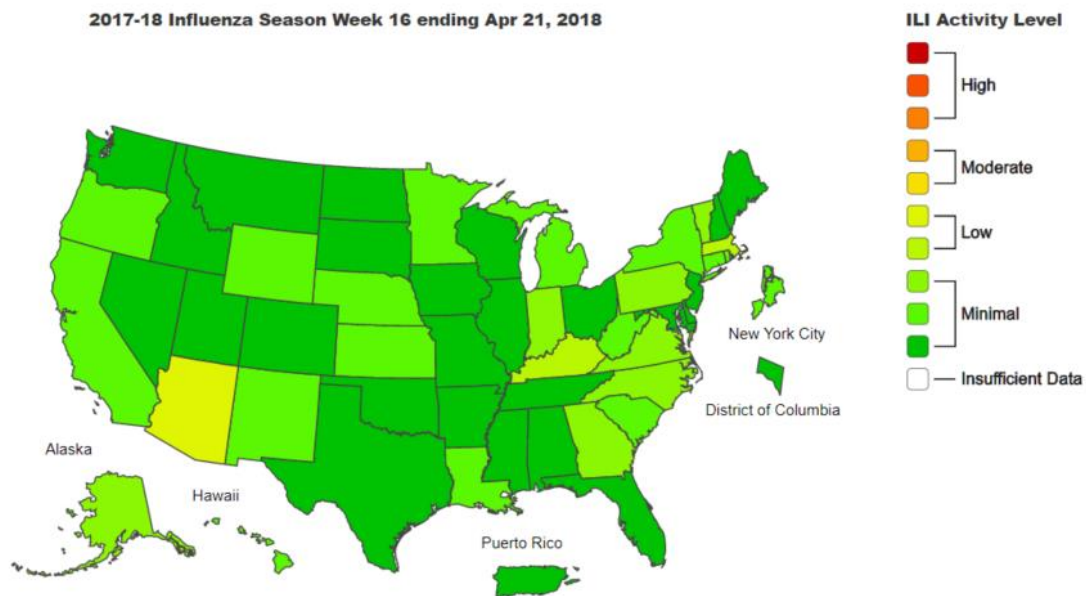 2017-18 Influenza Season Week 16 ending Apr 21, 2018
ILI Activity Level
High
Moderate
Low
Minimal
Insufficient Data
New York City
District of Columbia
Alaska
Hawaii
Puerto Rico